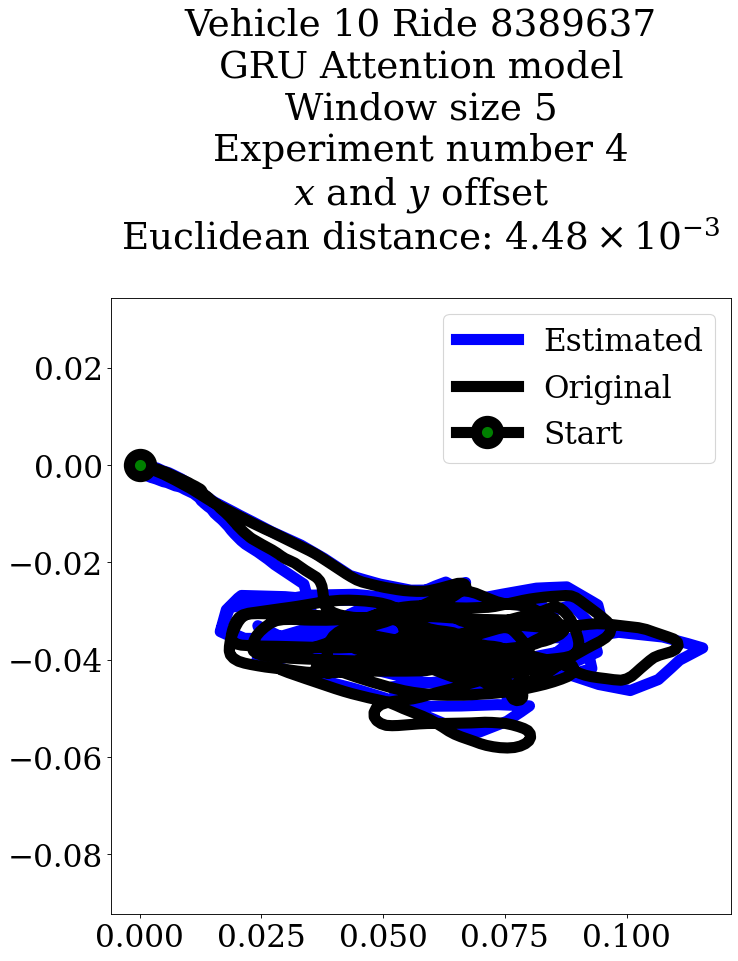 Vehicle 10 Ride 8389637
GRU Attention model
Window size 5
Experiment number 4
x and y offset
Euclidean distance: 4.48 × 10⁻³
Estimated
Original
Start
0.02
0.00
−0.02
−0.04
−0.06
−0.08
0.000 0.025 0.050 0.075 0.100